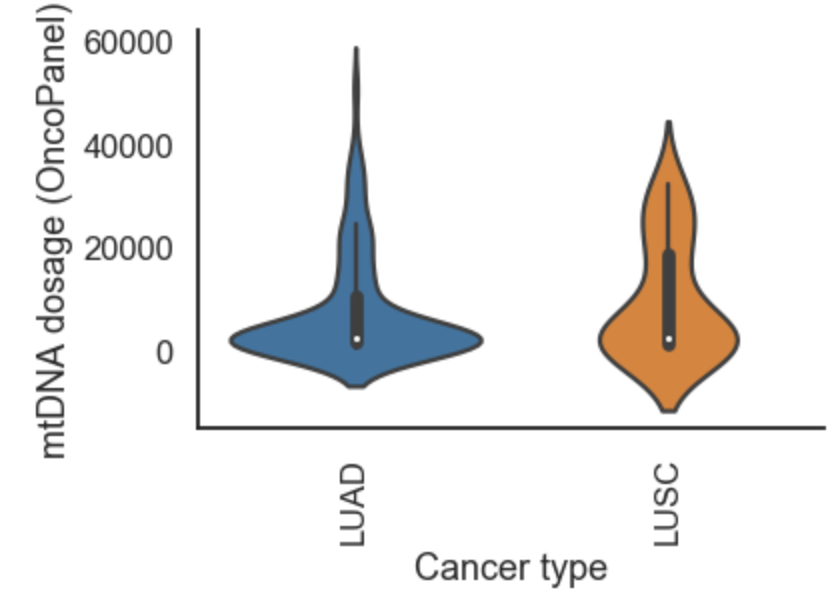 mtDNA dosage (OncoPanel)
60000
40000
20000
0
LUAD
LUSC
Cancer type